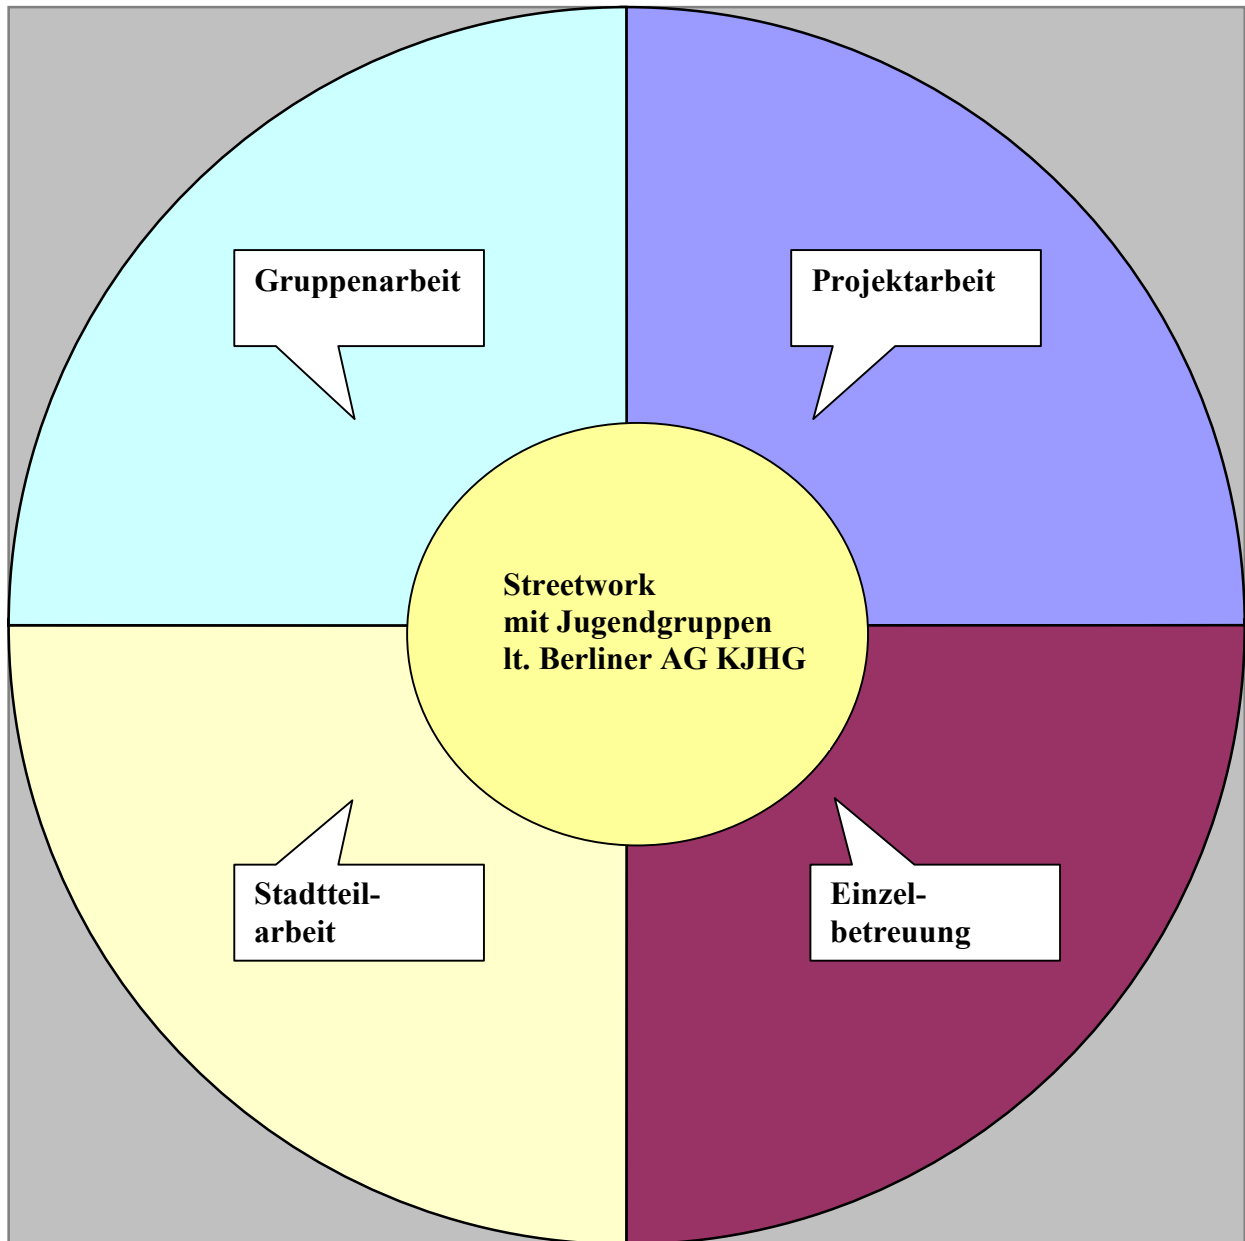 Gruppenarbeit
Projektarbeit
Streetwork
mit Jugendgruppen
lt. Berliner AG KJHG
Stadtteil-
arbeit
Einzel-
betreuung